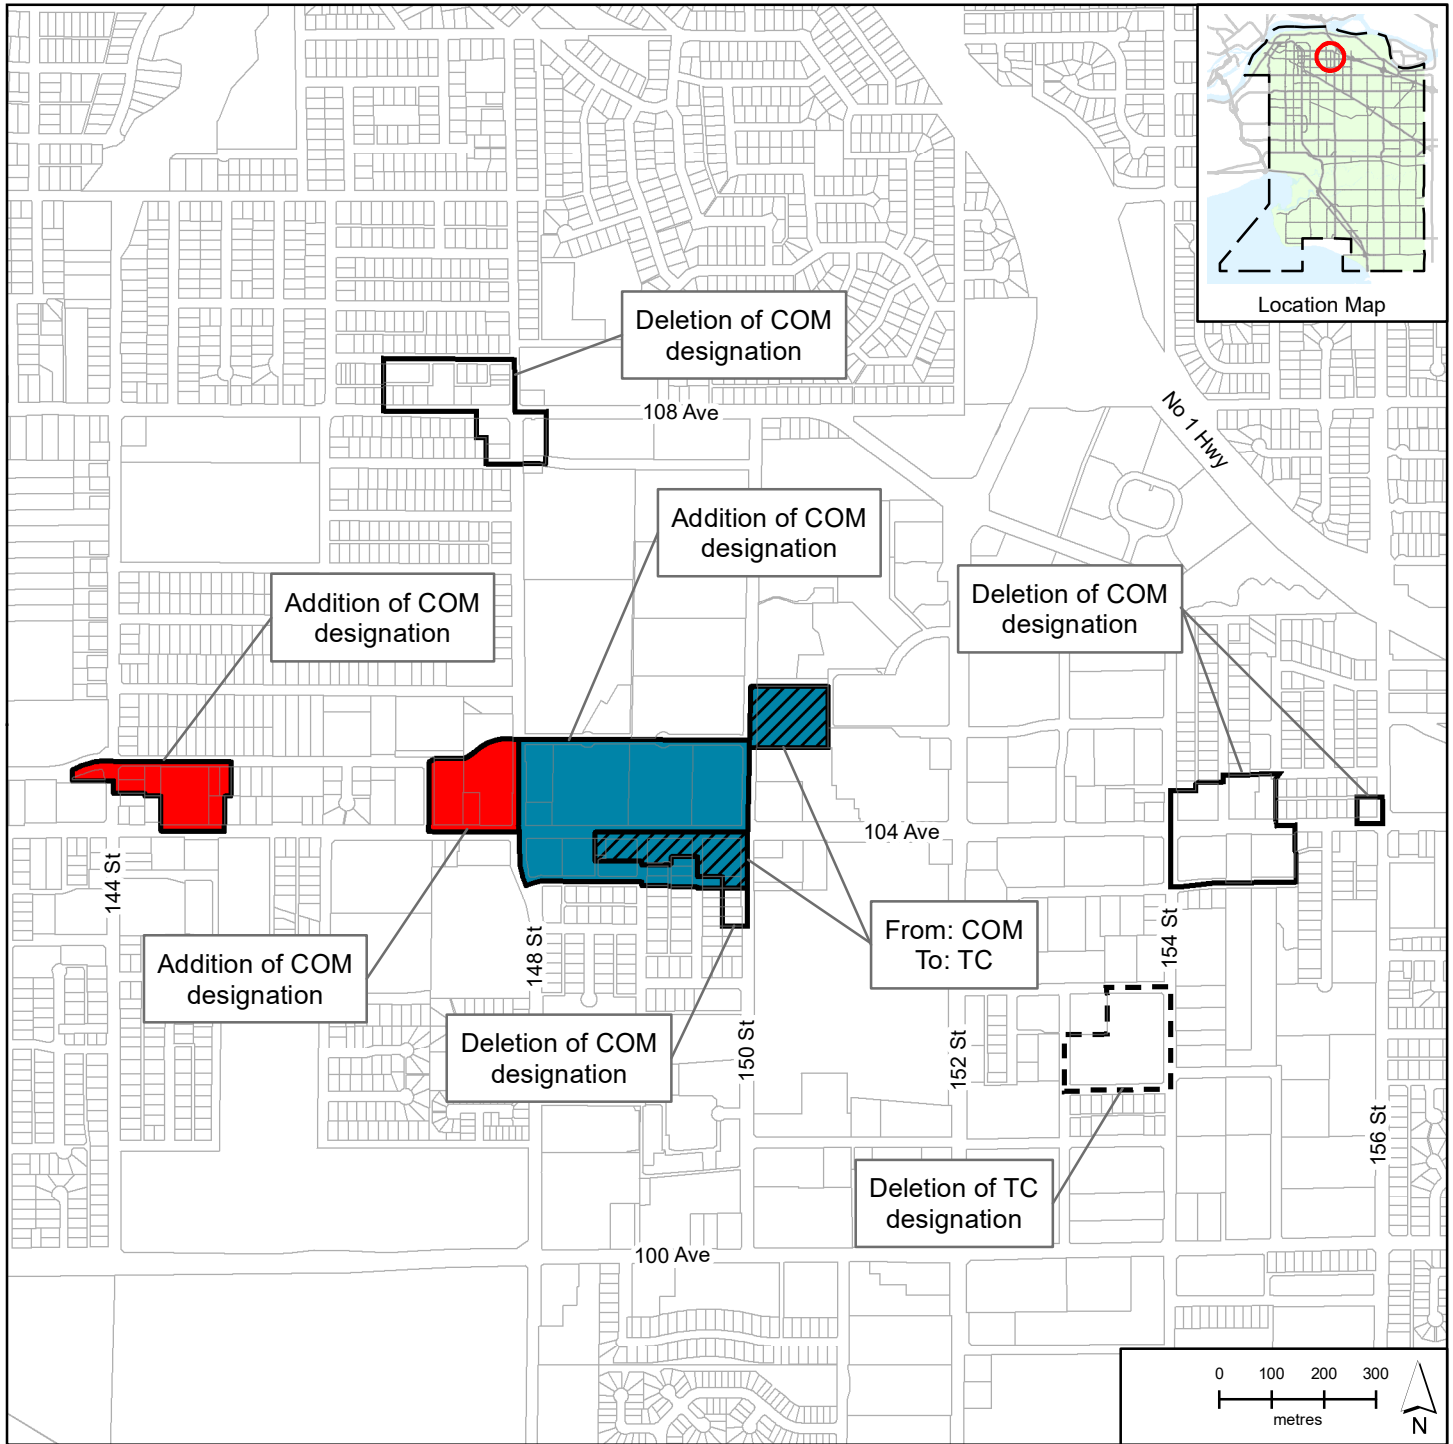 Location Map
Deletion of COM
designation
108 Ave
No 1 Hwy
Addition of COM
designation
Addition of COM
designation
Deletion of COM
designation
104 Ave
144 St
148 St
From: COM
To: TC
154 St
Addition of COM
designation
Deletion of COM
designation
150 St
152 St
156 St
Deletion of TC
designation
100 Ave
0 100 200 300
metres
N